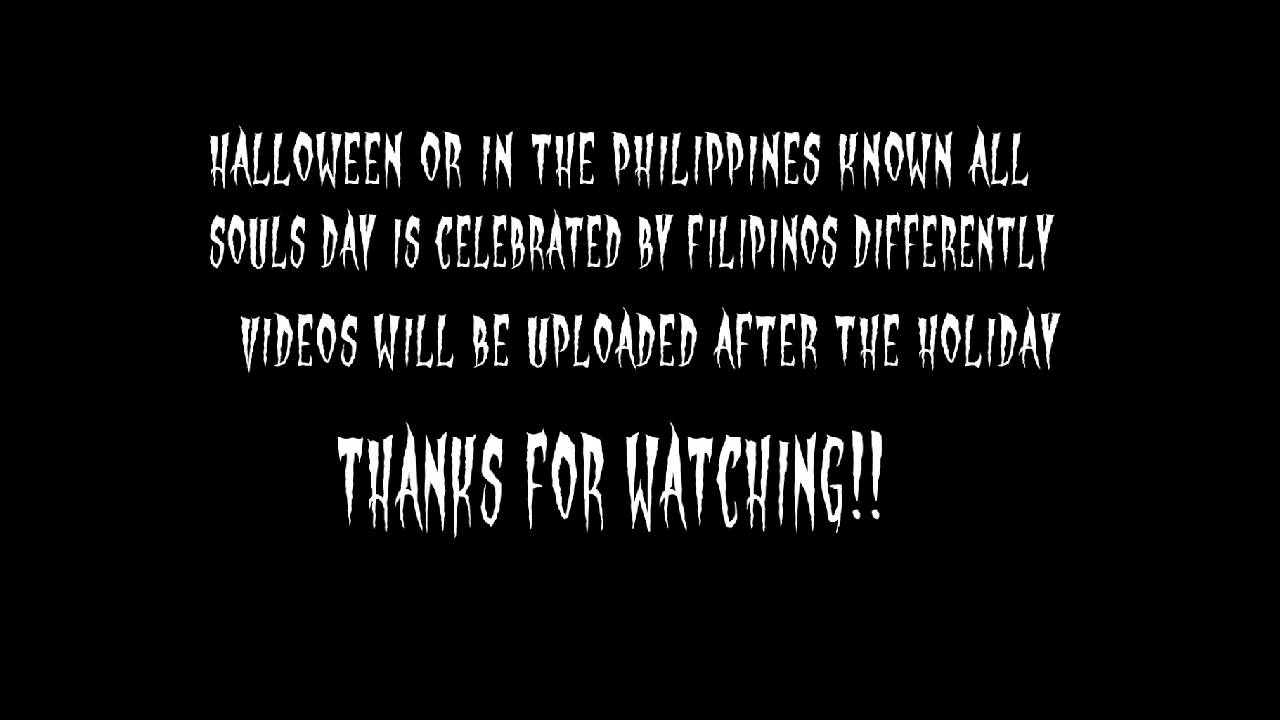 HALLOWEEN OR IN THE PHILIPPINES KNOWN ALL
SOULS DAY IS CELEBRATED BY FILIPINOS DIFFERENTLY
VIDEOS WILL BE UPLOADED AFTER THE HOLIDAY
THANKS FOR WATCHING!!